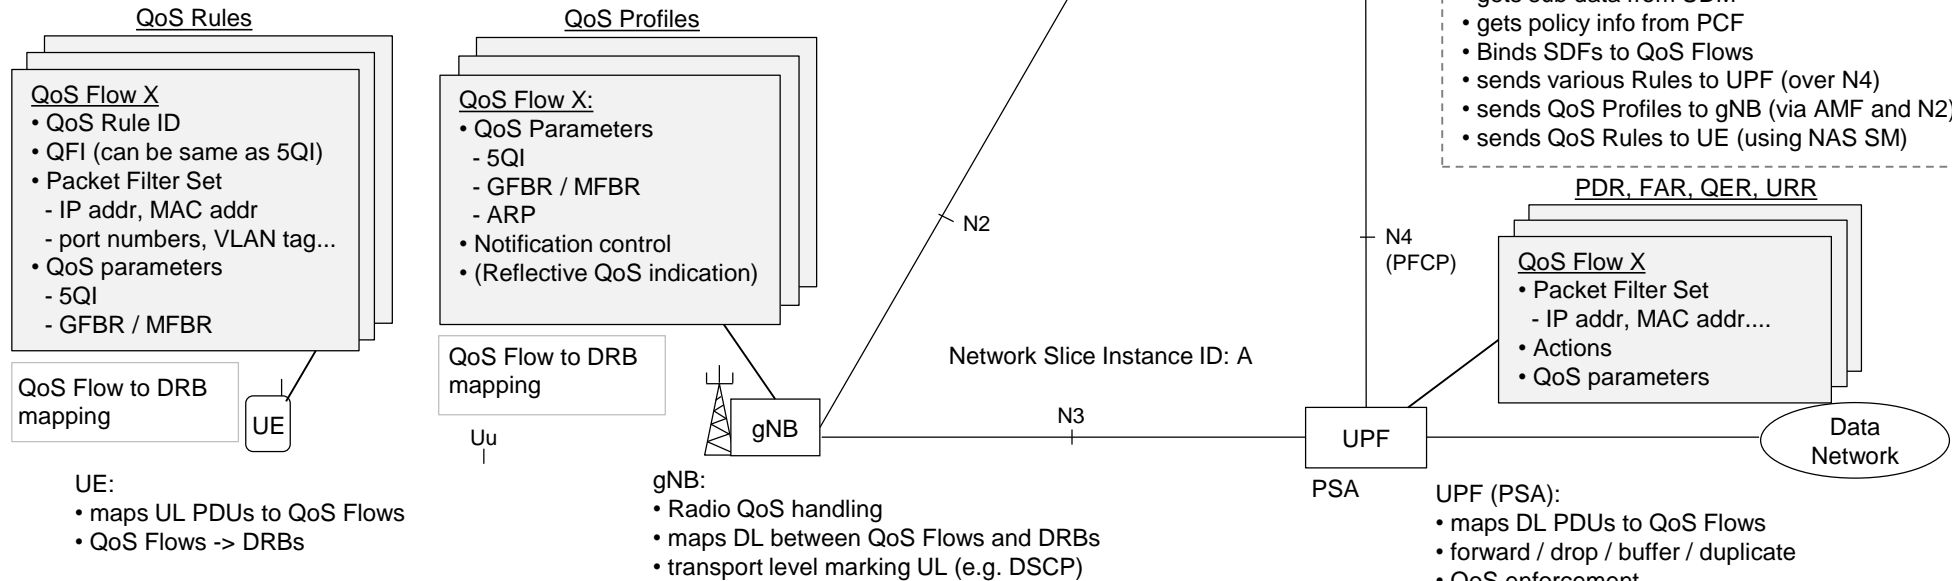 QoS Rules
QoS Flow X
• QoS Rule ID
• QFI (can be same as 5QI)
• Packet Filter Set
- IP addr, MAC addr
- port numbers, VLAN tag...
• QoS parameters
- 5QI
- GFBR / MFBR
QoS Flow to DRB
mapping
UE
UE:
• maps UL PDUs to QoS Flows
• QoS Flows -> DRBs
QoS Profiles
QoS Flow X:
• QoS Parameters
- 5QI
- GFBR / MFBR
- ARP
• Notification control
• (Reflective QoS indication)
QoS Flow to DRB
mapping
Uu
gNB
gNB:
• Radio QoS handling
• maps DL between QoS Flows and DRBs
• transport level marking UL (e.g. DSCP)
N2
Network Slice Instance ID: A
N3
N4
(PFCP)
• gets sub data from UDM
• gets policy info from PCF
• Binds SDFs to QoS Flows
• sends various Rules to UPF (over N4)
• sends QoS Profiles to gNB (via AMF and N2)
• sends QoS Rules to UE (using NAS SM)
PDR, FAR, QER, URR
QoS Flow X
• Packet Filter Set
- IP addr, MAC addr....
• Actions
• QoS parameters
UPF
PSA
Data
Network
UPF (PSA):
• maps DL PDUs to QoS Flows
• forward / drop / buffer / duplicate
• QoS enforcement